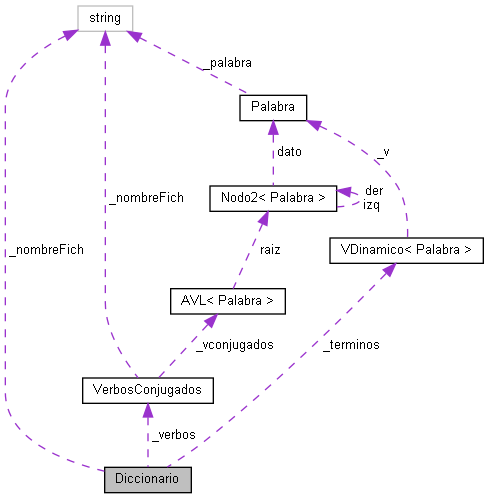 string
_palabra
Palabra
dato
_v
_nombreFich
Nodo2< Palabra >
der
izq
_nombreFich
raiz
VDinamico< Palabra >
AVL< Palabra >
_vconjugados
_terminos
VerbosConjugados
_verbos
Diccionario